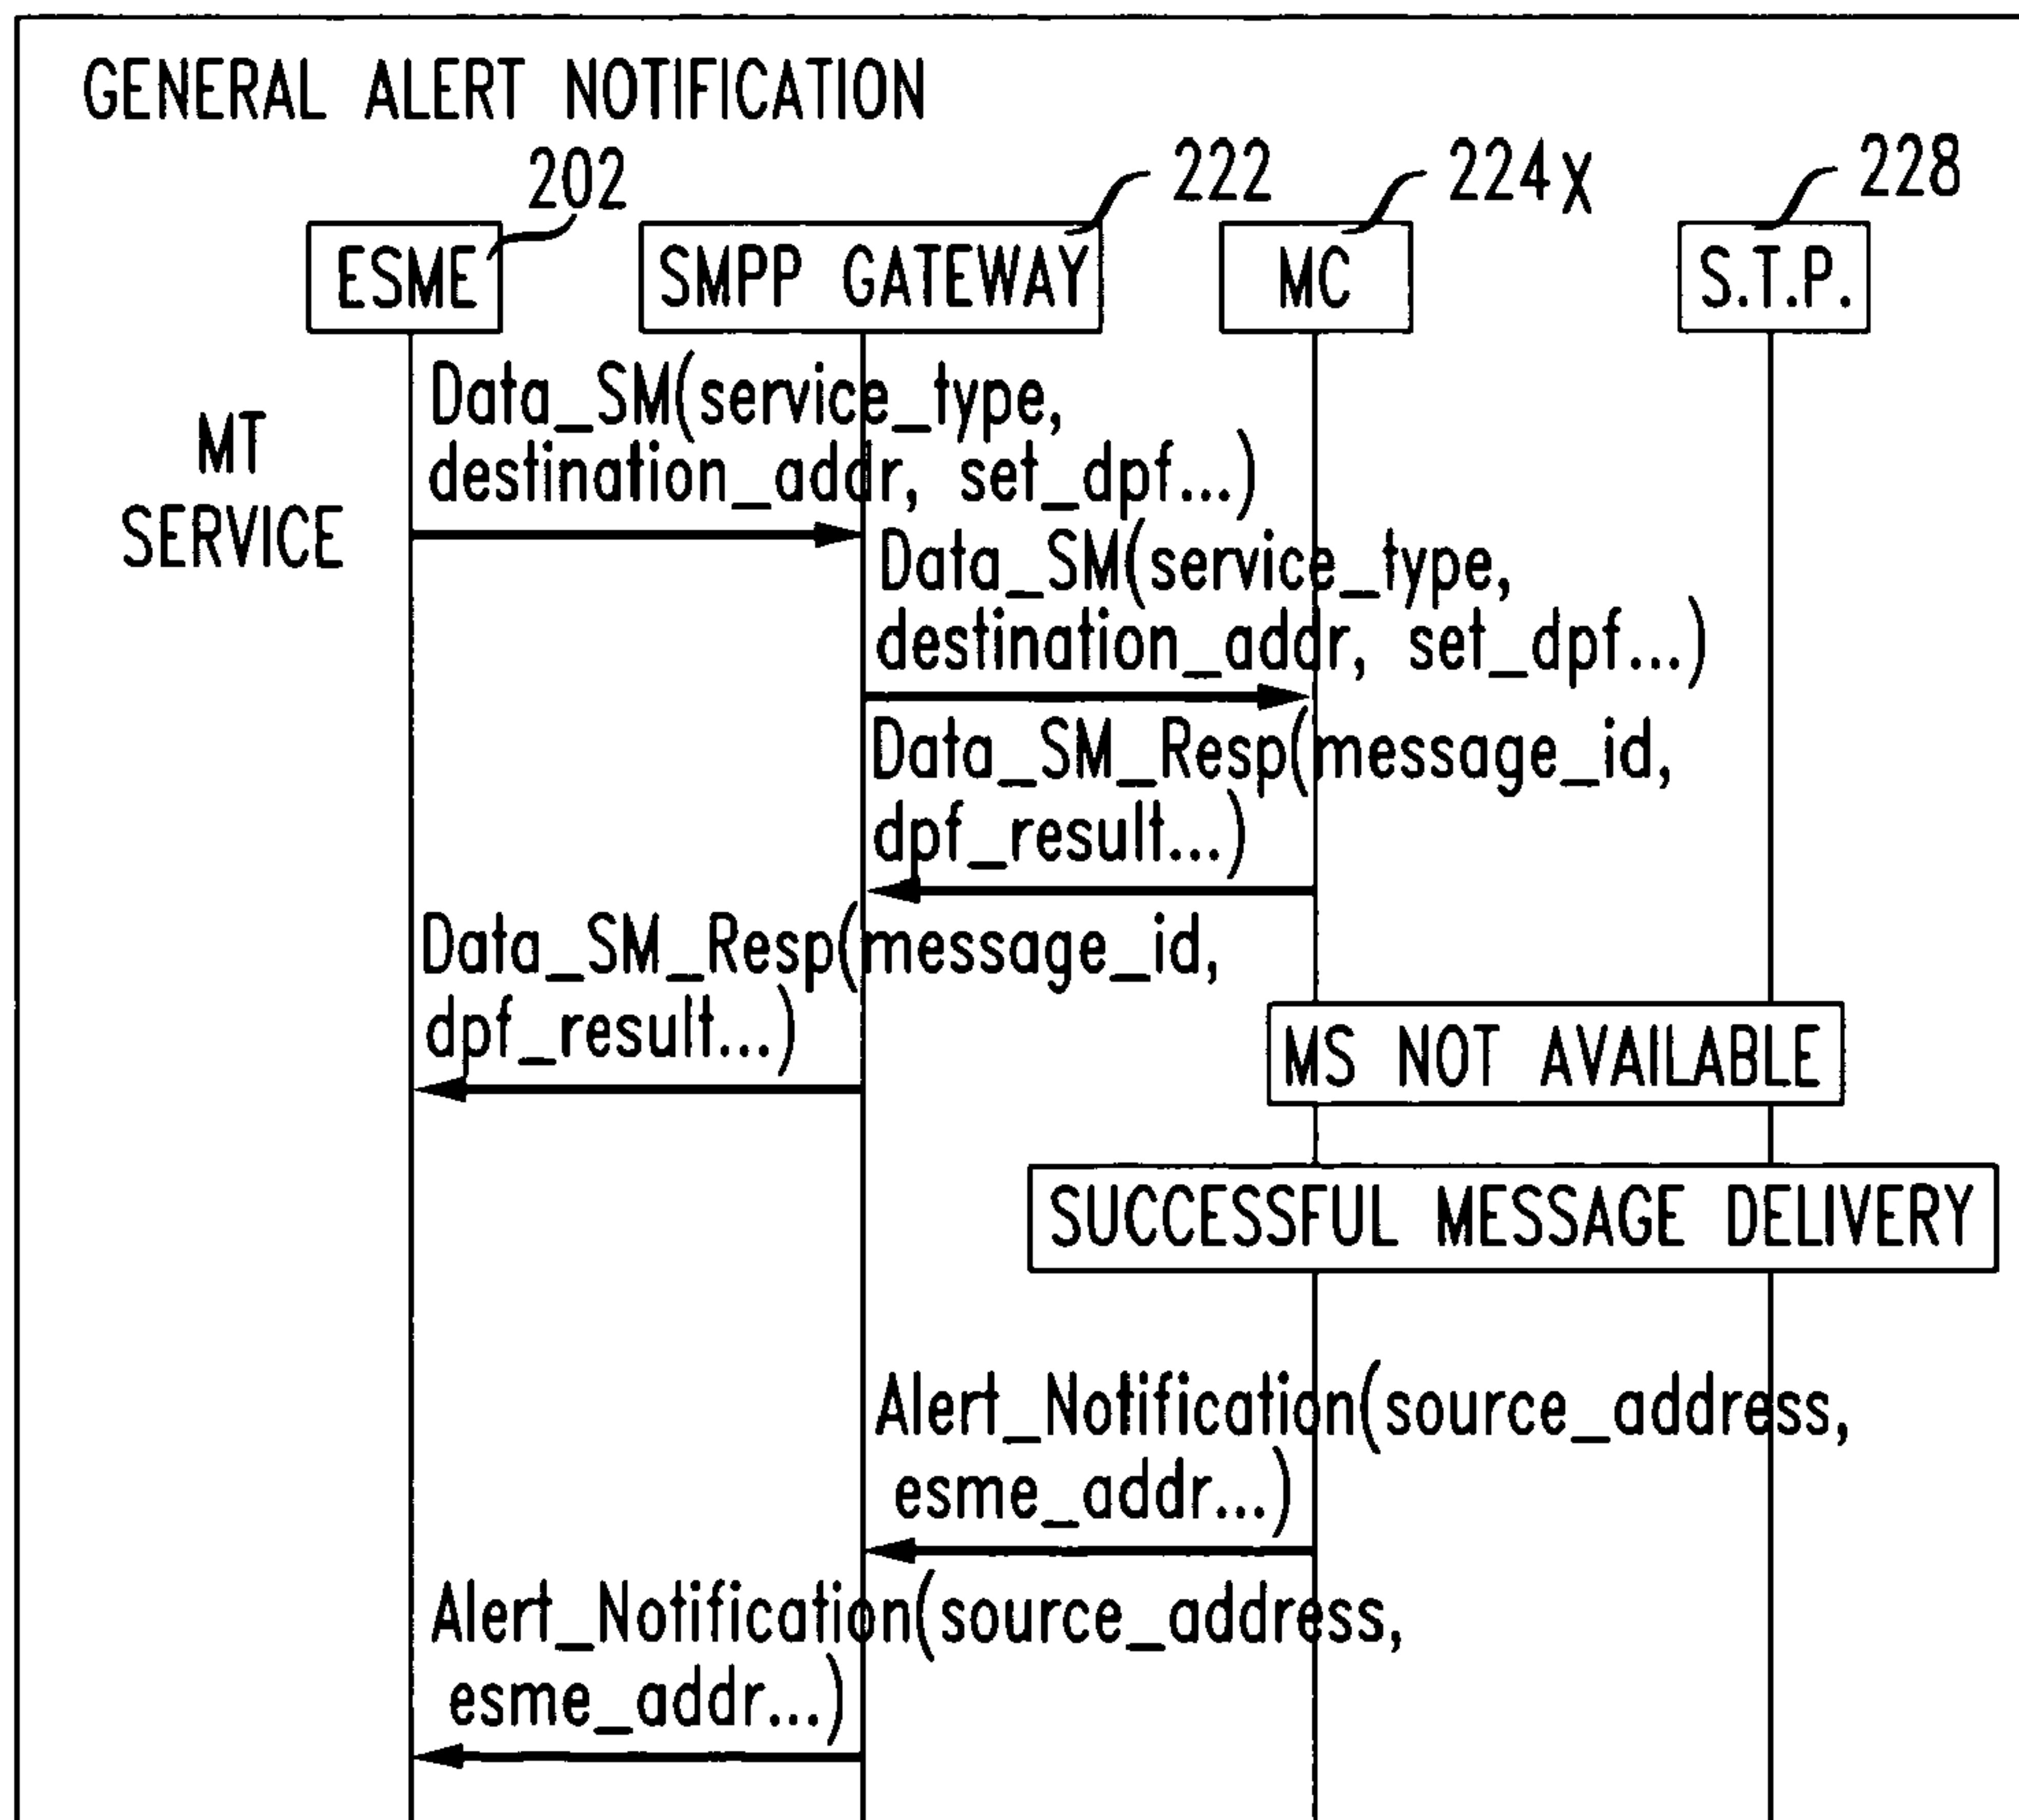 GENERAL ALERT NOTIFICATION
202
222
224X
228
ESME
SMPP GATEWAY
MC
S.T.P.
MT
SERVICE
Data_SM(service_type,
destination_addr, set_dpf...)
Data_SM(service_type,
destination_addr, set_dpf...)
Data_SM_Resp(message_id,
dpf_result...)
Data_SM_Resp(message_id,
dpf_result...)
MS NOT AVAILABLE
SUCCESSFUL MESSAGE DELIVERY
Alert_Notification(source_address,
esme_addr...)
Alert_Notification(source_address,
esme_addr...)